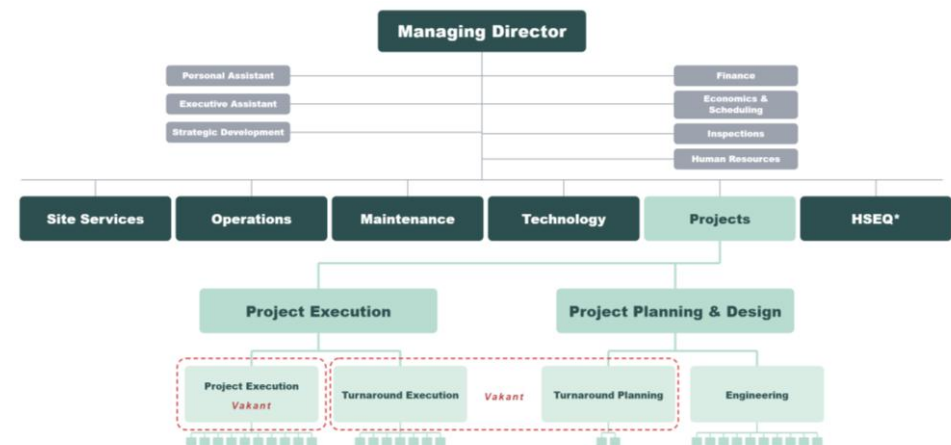 Managing Director
Personal Assistant
Finance
Executive Assistant
Economics &
Scheduling
Strategic Development
Inspections
Human Resources
Site Services
Operations
Maintenance
Technology
Projects
HSEQ*
Project Execution
Project Planning & Design
Project Execution
Vakant
Turnaround Execution
Vakant
Turnaround Planning
Engineering